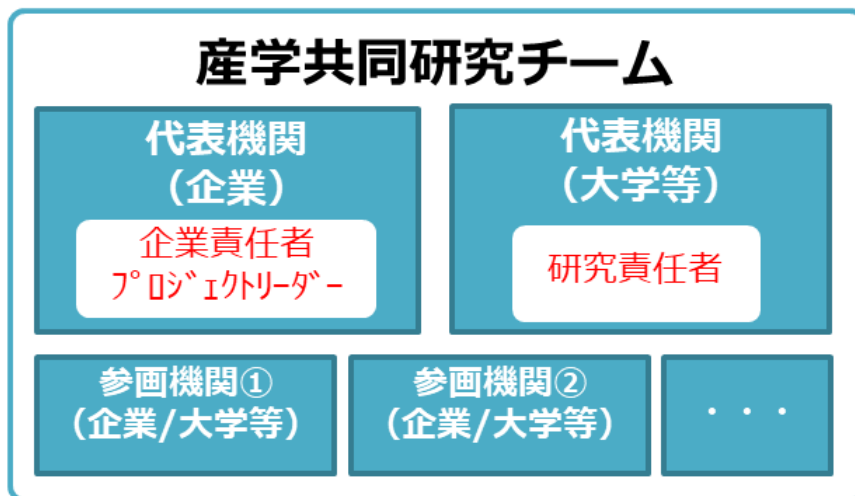 産学共同研究チーム
代表機関
（企業）
企業責任者
ﾌﾟﾛｼﾞｪｸﾄﾘｰﾀﾞｰ
代表機関
（大学等）
研究責任者
参画機関①
（企業/大学等）
参画機関②
（企業/大学等）
・・・